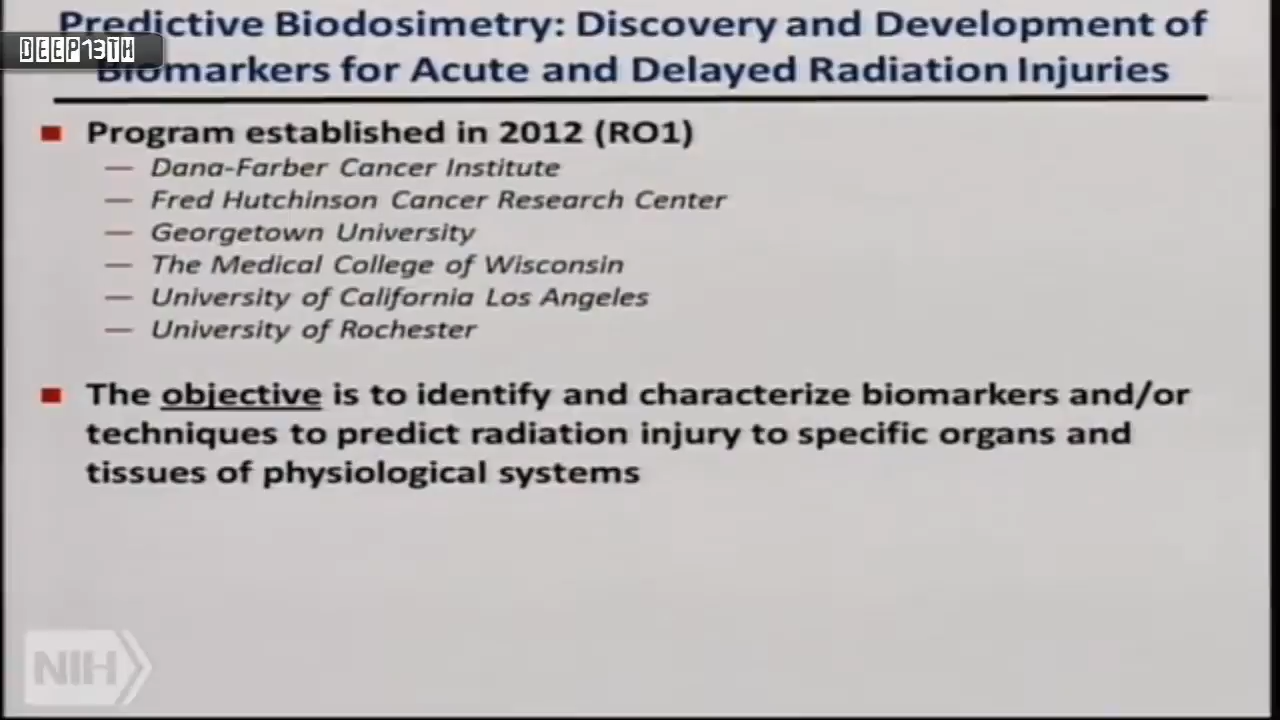 Predictive Biodosimetry: Discovery and Development of
DEEP13TH
Biomarkers for Acute and Delayed Radiation Injuries
Program established in 2012 (RO1)
— Dana-Farber Cancer Institute
— Fred Hutchinson Cancer Research Center
— Georgetown University
— The Medical College of Wisconsin
— University of California Los Angeles
— University of Rochester
The objective is to identify and characterize biomarkers and/or
techniques to predict radiation injury to specific organs and
tissues of physiological systems
NIH